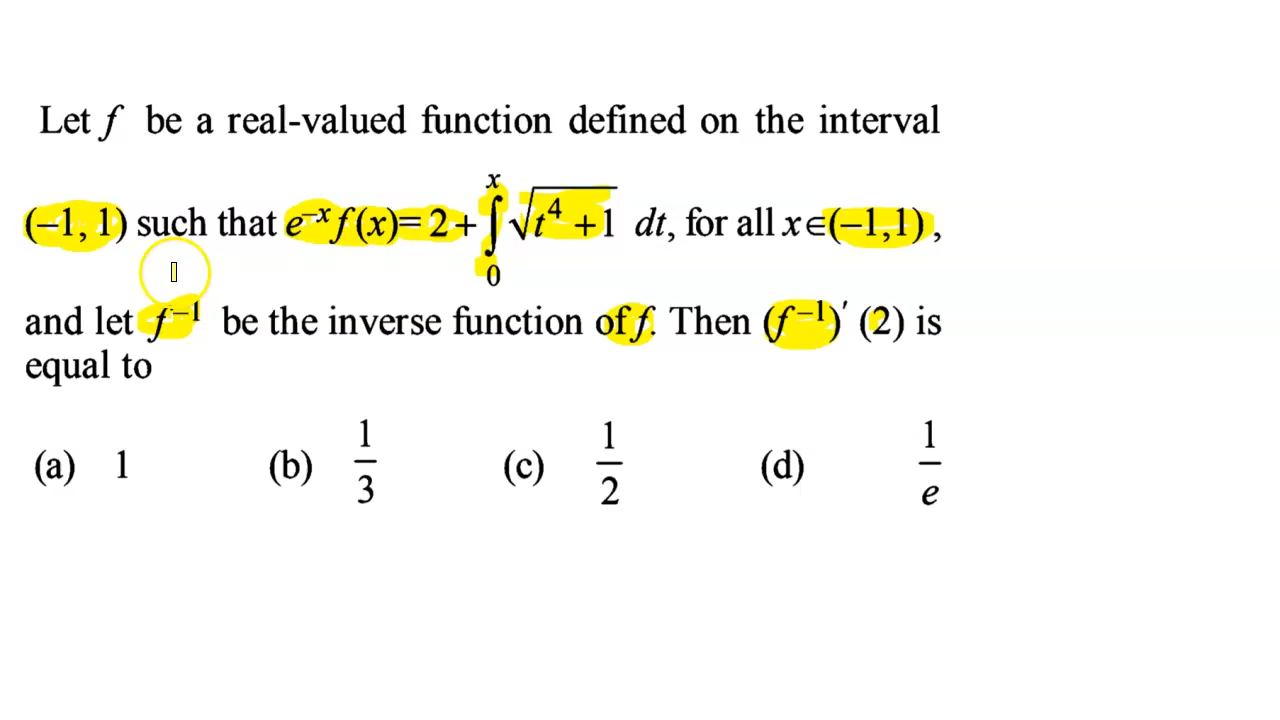 Let f be a real-valued function defined on the interval
(–1, 1) such that e⁻ˣ f(x) = 2 + ∫₀ˣ √(t⁴ + 1) dt, for all x∈(–1,1) ,
and let f⁻¹ be the inverse function of f. Then (f⁻¹)′ (2) is
equal to
(a) 1 (b) 1/3 (c) 1/2 (d) 1/e